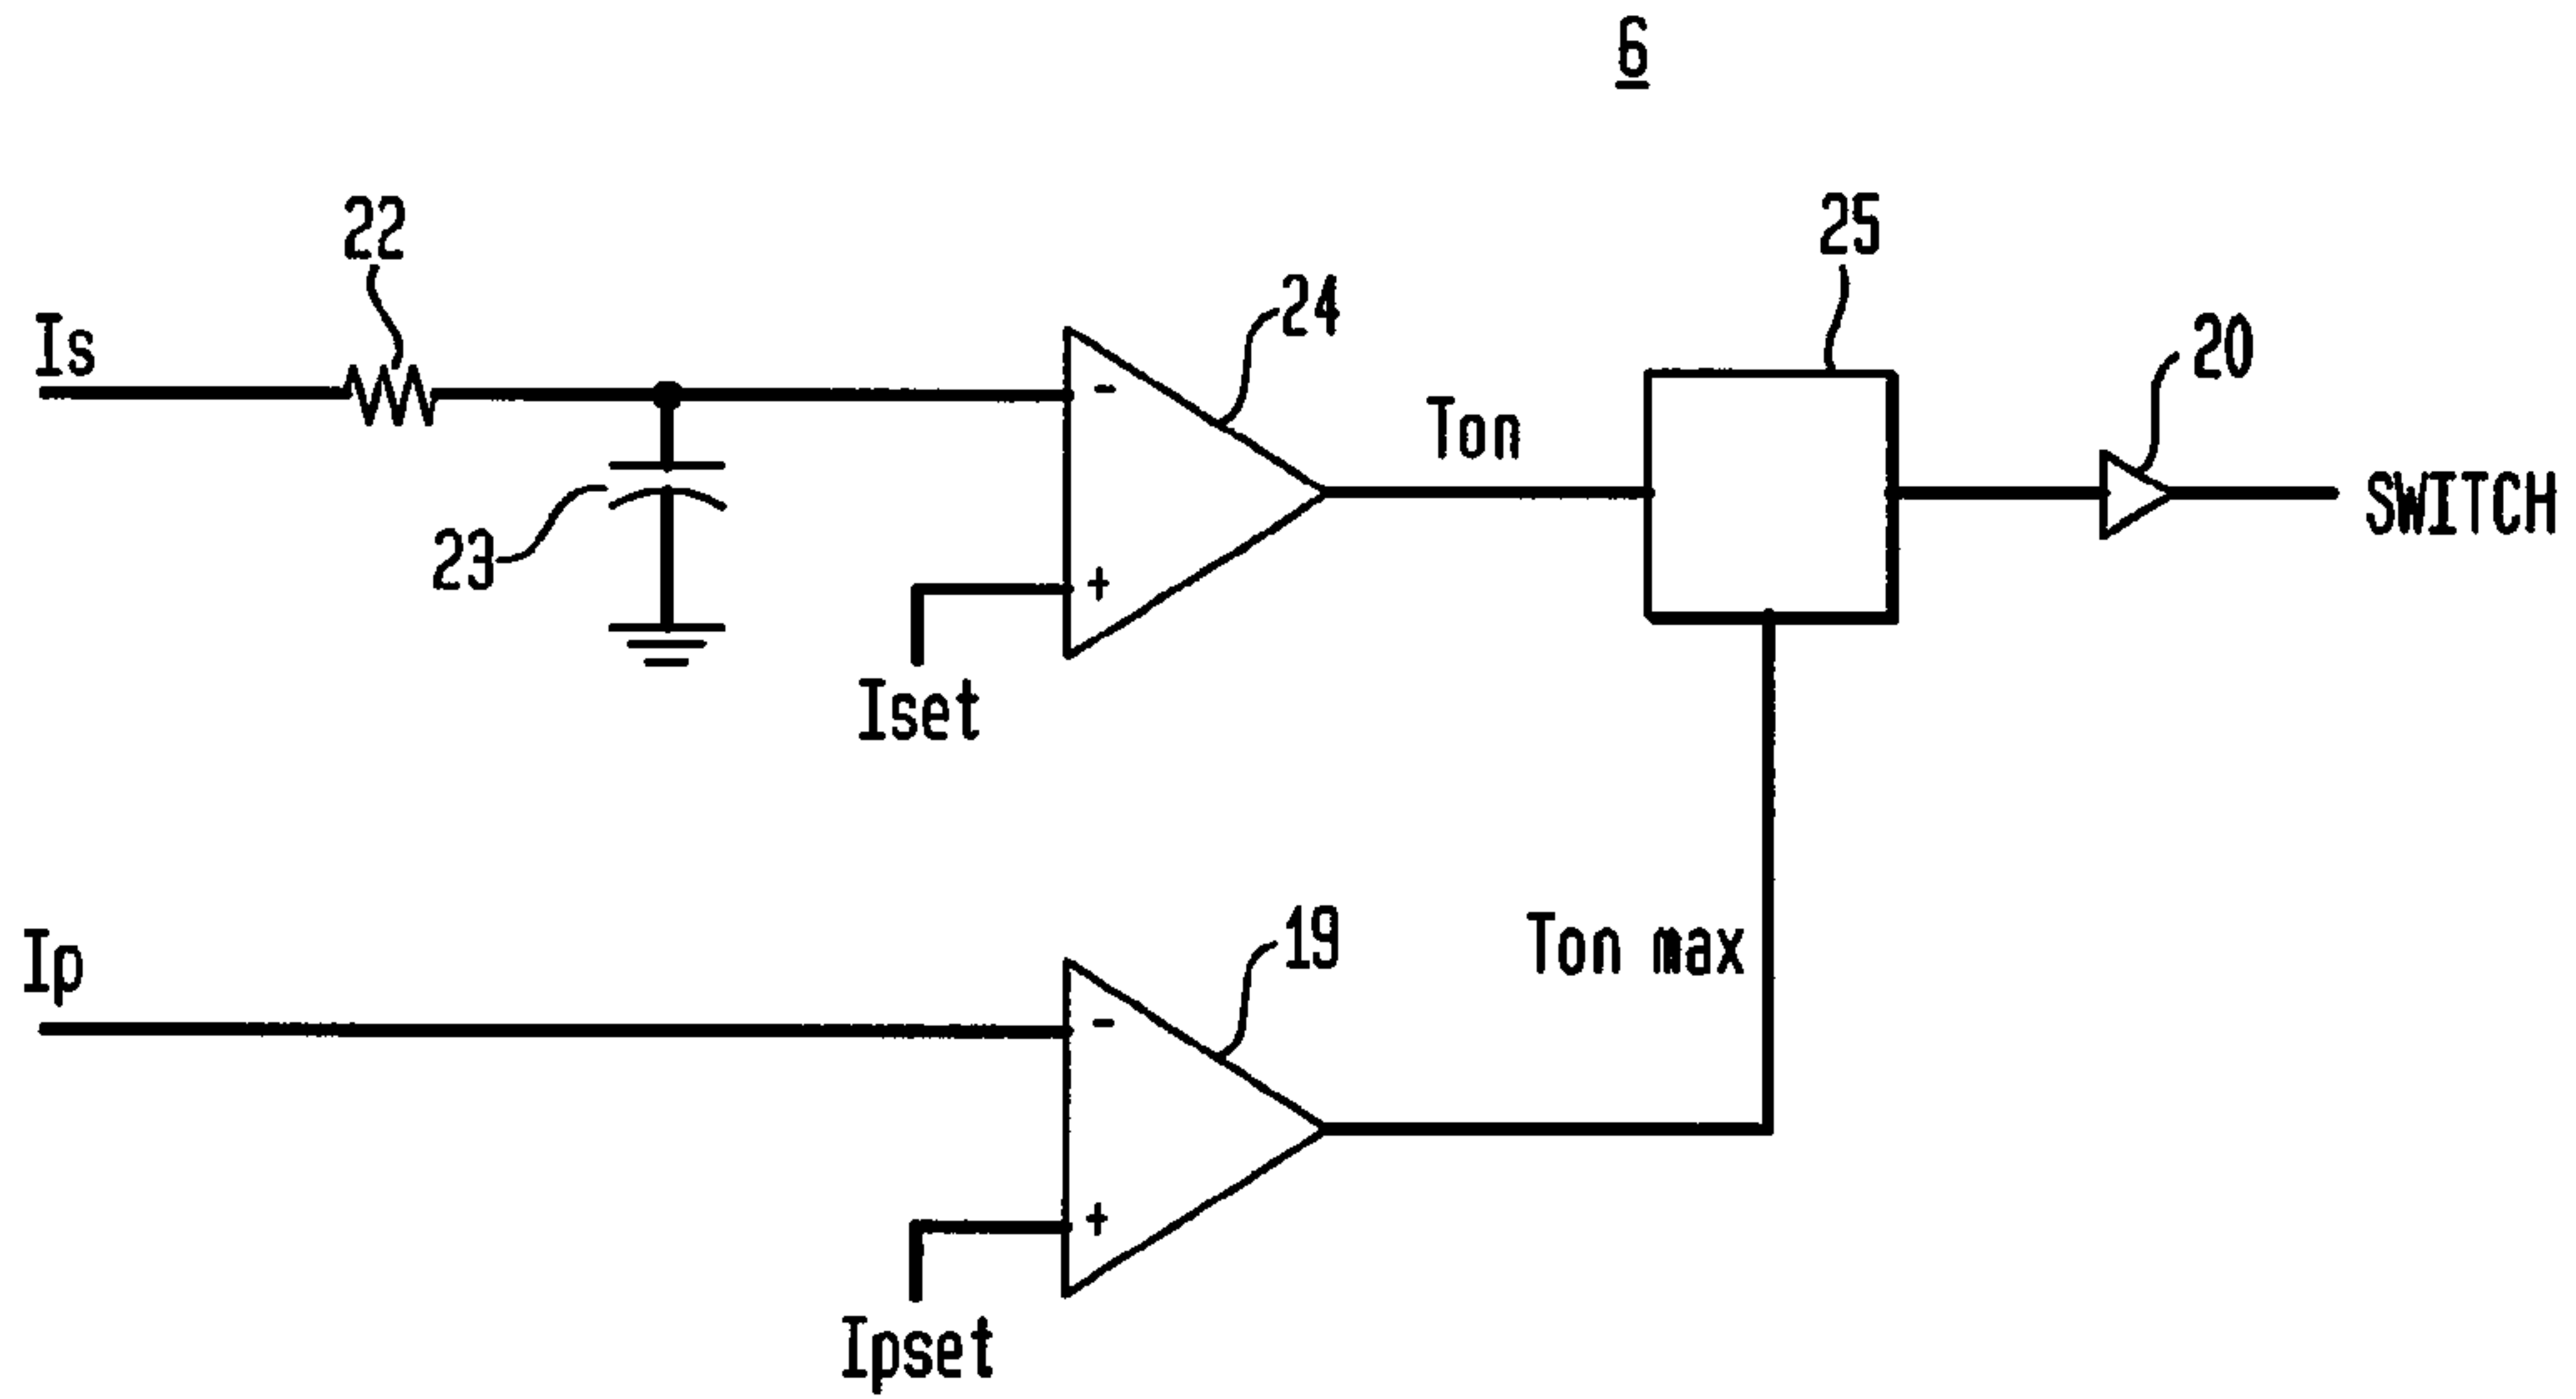 6
22
25
Is
24
20
Ton
SWITCH
-
23
+
Iset
Ip
19
Ton max
-
+
Ipset